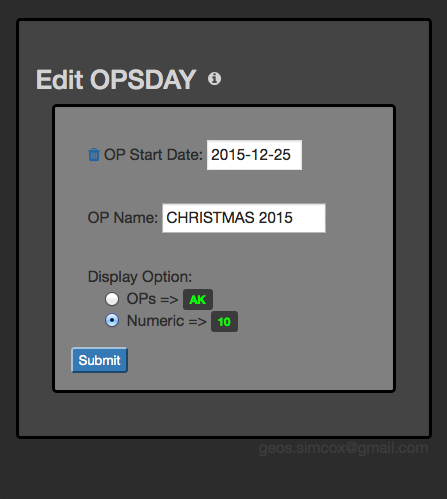 Edit OPSDAY
OP Start Date: 2015-12-25
OP Name: CHRISTMAS 2015
Display Option:
OPs => AK
Numeric => 10
Submit
geos.simcox@gmail.com